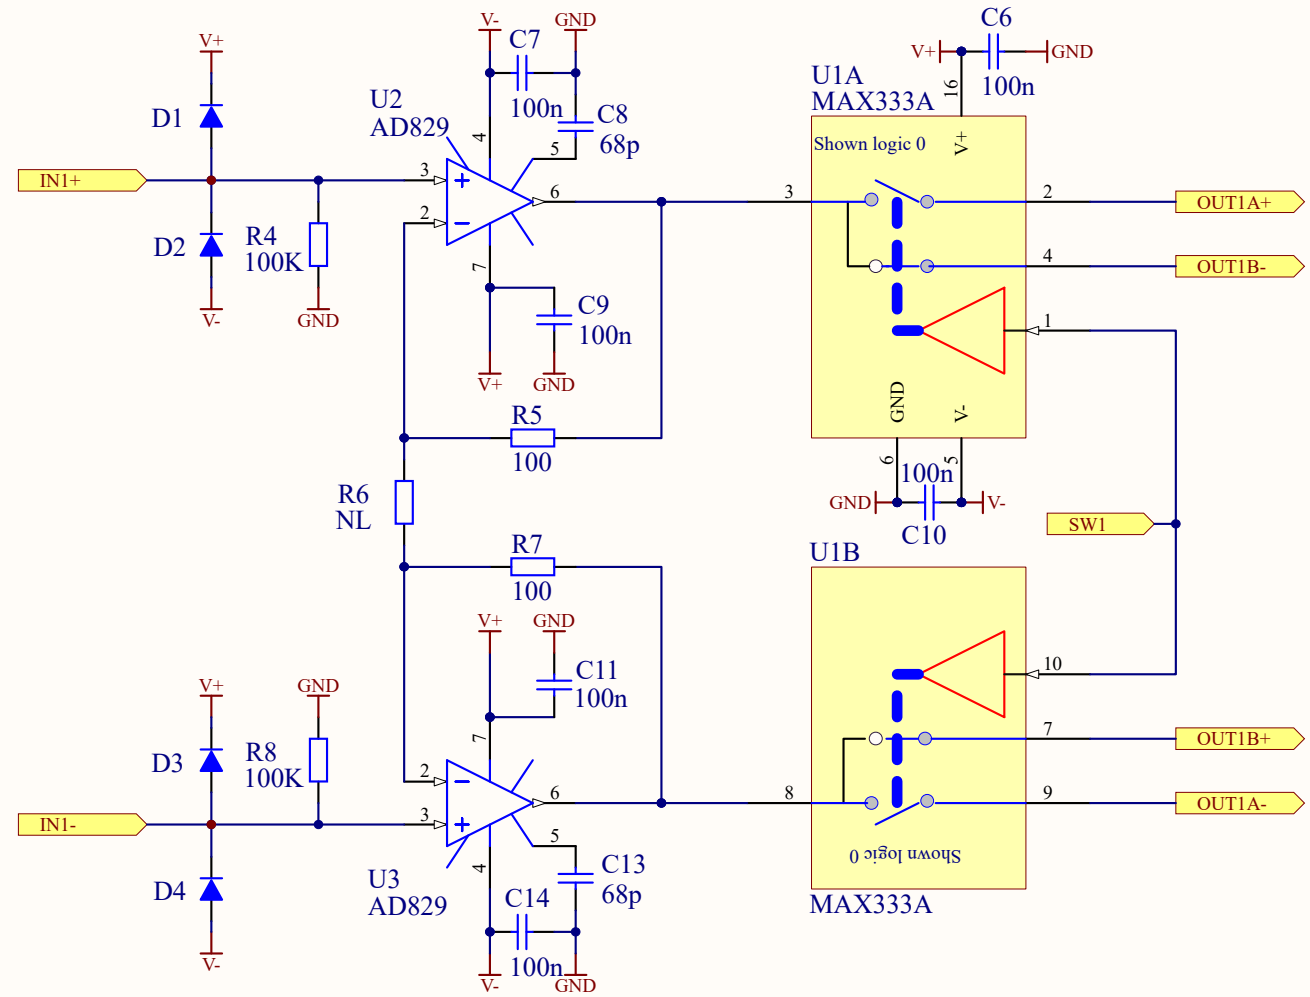 V-
GND
C6
V+
C7
V+
GND
U1A
MAX333A
100n
16
U2
AD829
100n
C8
68p
D1
4
5
Shown logic 0
V+
IN1+
3
6
3
2
OUT1A+
2
D2
R4
100K
7
4
OUT1B-
C9
100n
1
V-
GND
V+
GND
GND
V-
R5
100
6
100n
5
R6
NL
GND
V-
C10
SW1
R7
100
U1B
V+
GND
C11
100n
10
V+
GND
7
7
OUT1B+
D3
R8
100K
2
6
8
9
OUT1A-
IN1-
3
5
Shown logic 0
4
C13
68p
U3
AD829
D4
C14
MAX333A
100n
V-
V-
GND